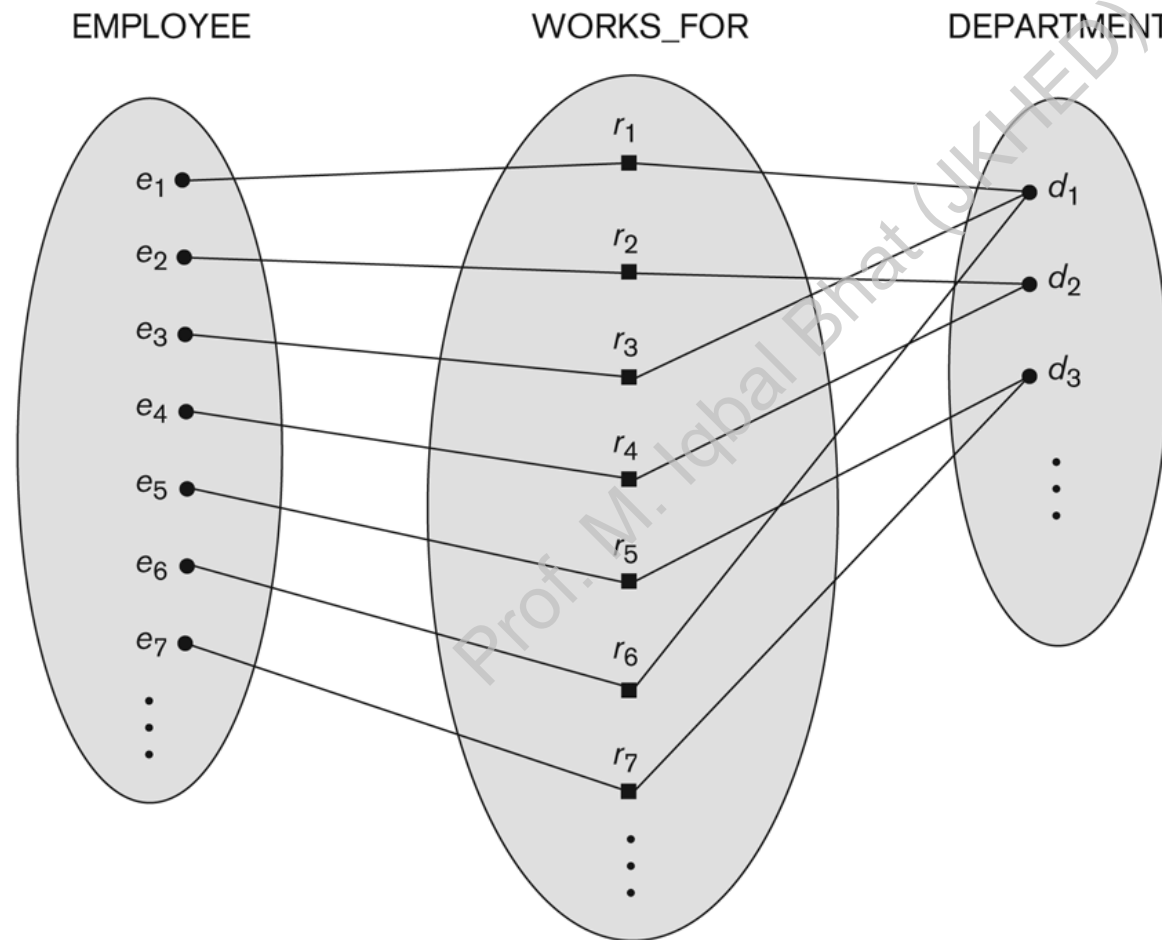 EMPLOYEE WORKS_FOR DEPARTMENT
e1
e2
e3
e4
e5
e6
e7
r1
r2
r3
r4
r5
r6
r7
d1
d2
d3
Prof. M. Iqbal Bhat (JKHED)